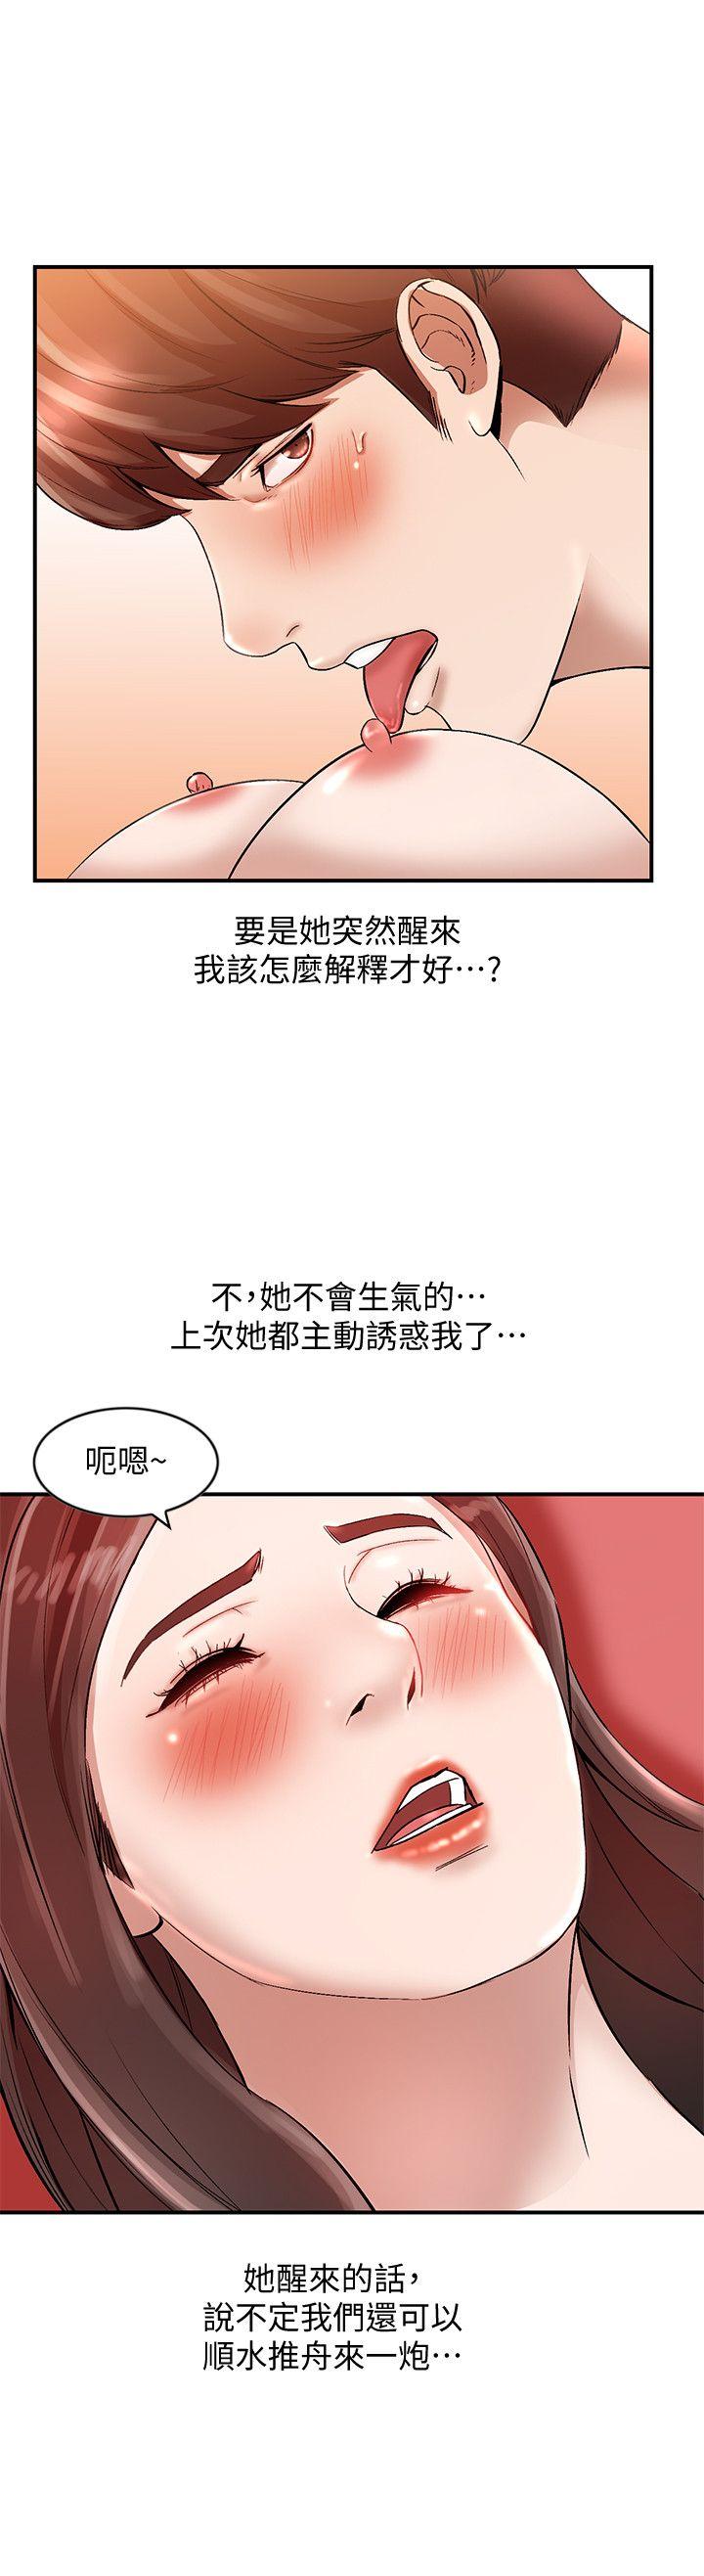 要是她突然醒來
我該怎麼解釋才好⋯?
不,她不會生氣的⋯
上次她都主動誘惑我了⋯
呃嗯~
她醒來的話,
說不定我們還可以
順水推舟來一炮⋯